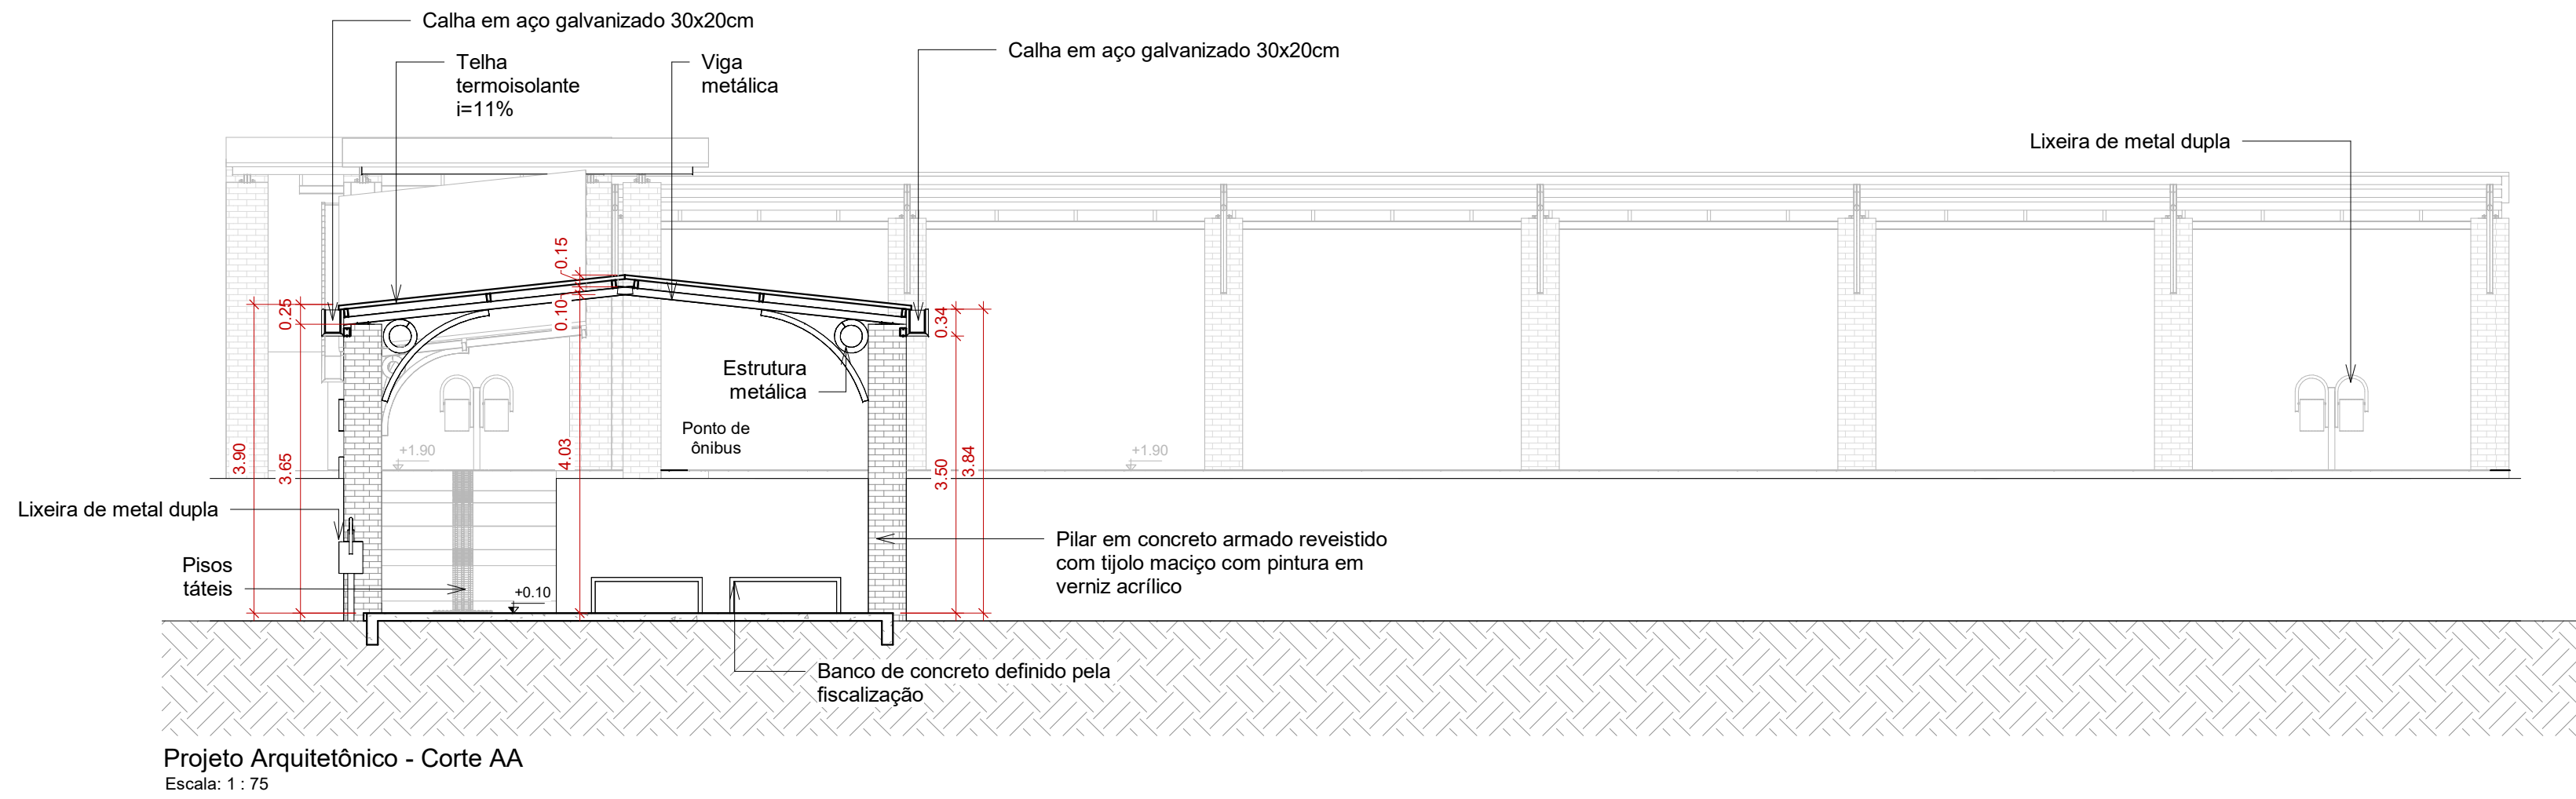 Calha em aço galvanizado 30x20cm
Calha em aço galvanizado 30x20cm
Telha
termoisolante
i=11%
Viga
metálica
Lixeira de metal dupla
0.15
0.10
0.25
0.34
Estrutura
metálica
Ponto de
ônibus
+1.90
+1.90
3.90
3.65
4.03
3.50
3.84
Lixeira de metal dupla
Pisos
táteis
+0.10
Pilar em concreto armado reveistido
com tijolo maciço com pintura em
verniz acrílico
Banco de concreto definido pela
fiscalização
Projeto Arquitetônico - Corte AA
Escala: 1 : 75